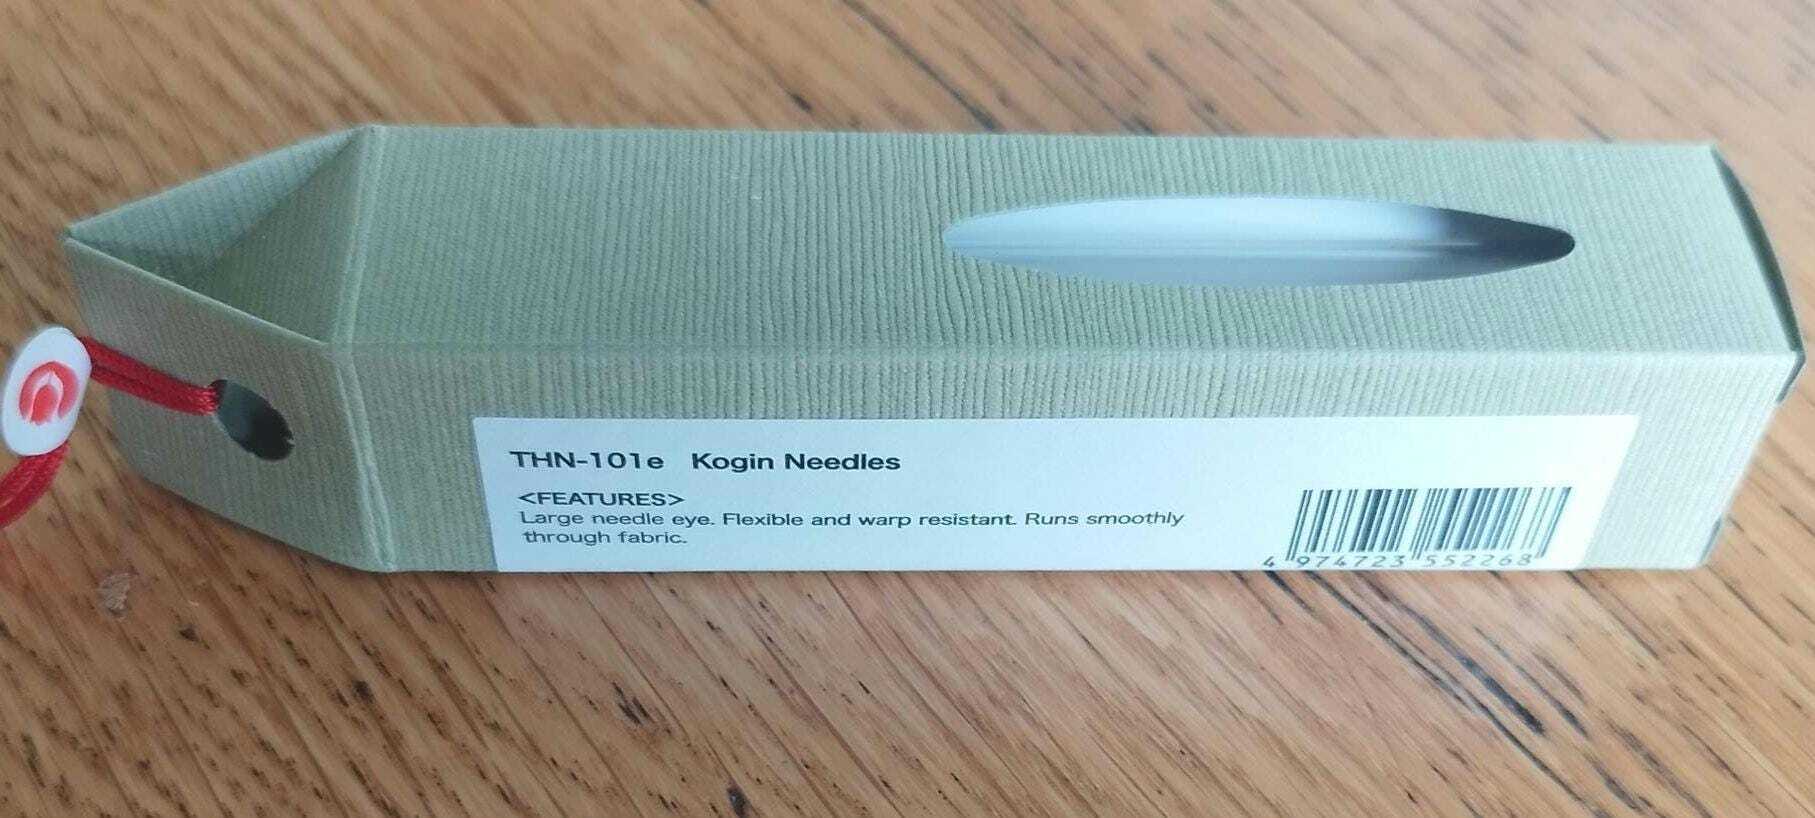 THN-101e Kogin Needles
<FEATURES>
Large needle eye. Flexible and warp resistant. Runs smoothly
through fabric.
4 974723 552268